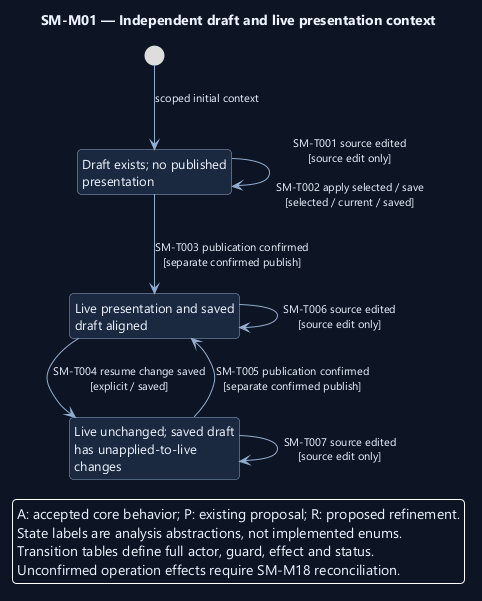 SM-M01 — Independent draft and live presentation context
scoped initial context
Draft exists; no published
presentation
SM-T001 source edited
[source edit only]
SM-T002 apply selected / save
[selected / current / saved]
SM-T003 publication confirmed
[separate confirmed publish]
Live presentation and saved
draft aligned
SM-T006 source edited
[source edit only]
SM-T004 resume change saved
[explicit / saved]
SM-T005 publication confirmed
[separate confirmed publish]
Live unchanged; saved draft
has unapplied-to-live
changes
SM-T007 source edited
[source edit only]
A: accepted core behavior; P: existing proposal; R: proposed refinement.
State labels are analysis abstractions, not implemented enums.
Transition tables define full actor, guard, effect and status.
Unconfirmed operation effects require SM-M18 reconciliation.